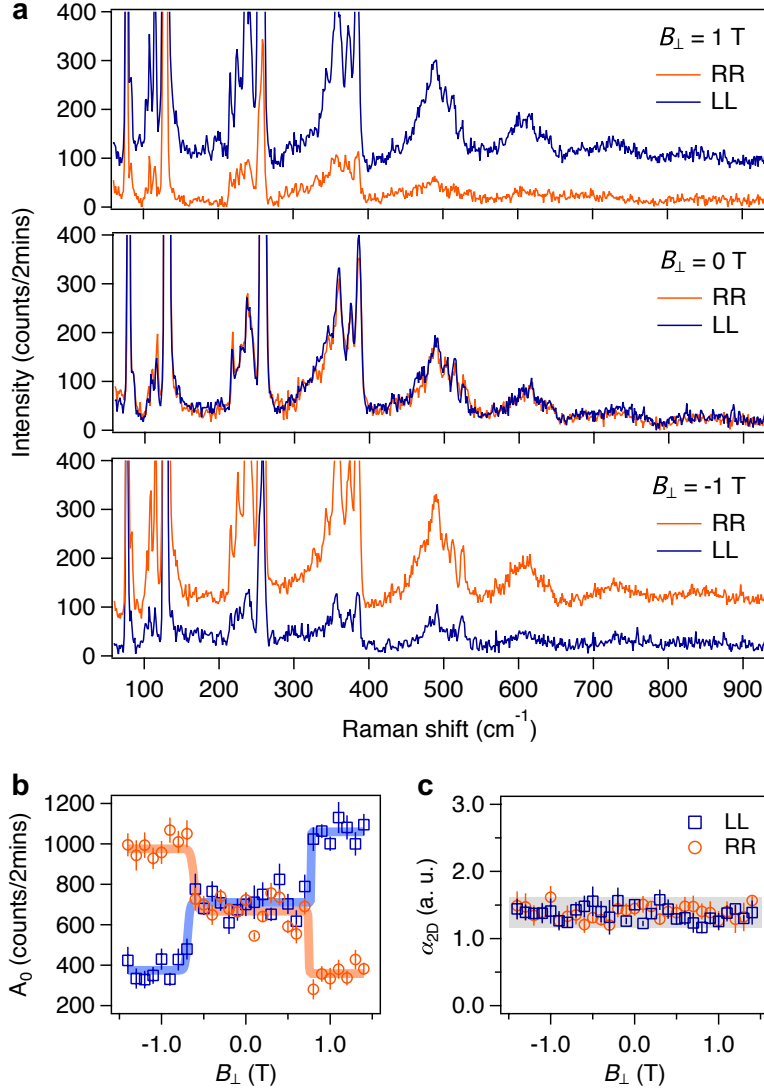 a
B⊥ = 1 T
RR
LL
400
300
200
100
0
B⊥ = 0 T
RR
LL
400
300
200
100
0
Intensity (counts/2mins)
B⊥ = -1 T
RR
LL
400
300
200
100
0
100 200 300 400 500 600 700 800 900
Raman shift (cm⁻¹)
b
1200
1000
800
600
400
200
A₀ (counts/2mins)
-1.0 0.0 1.0
B⊥ (T)
c
LL
RR
3.0
1.5
0.0
α₂D (a. u.)
-1.0 0.0 1.0
B⊥ (T)